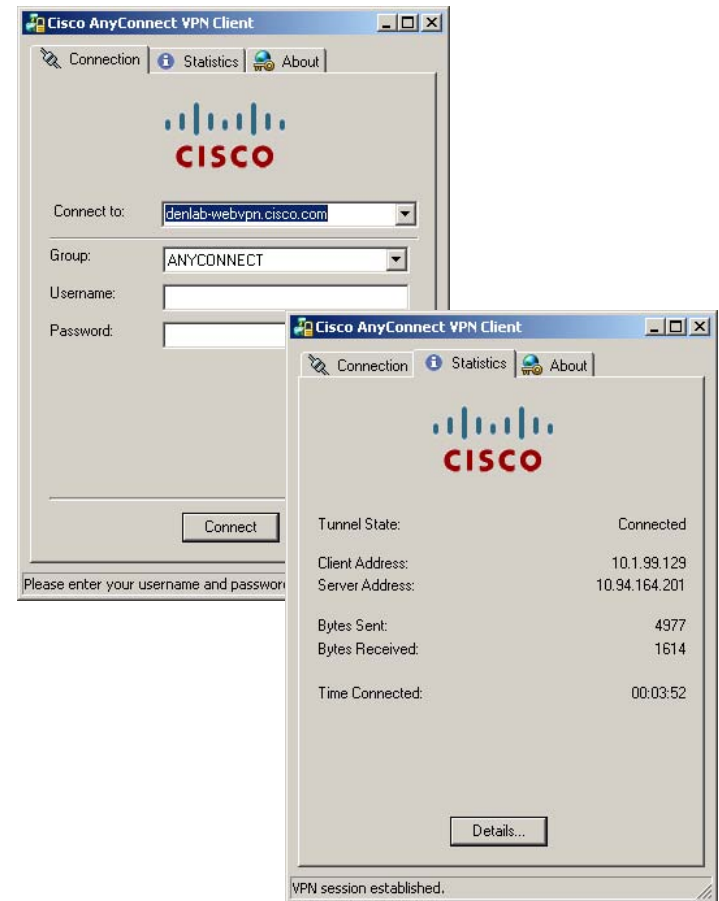 Cisco AnyConnect VPN Client
Connection Statistics About
CISCO
Connect to: denlab-webvpn.cisco.com
Group: ANYCONNECT
Username:
Password:
Connect
Please enter your username and password
Cisco AnyConnect VPN Client
Connection Statistics About
CISCO
Tunnel State: Connected
Client Address: 10.1.99.129
Server Address: 10.94.164.201
Bytes Sent: 4977
Bytes Received: 1614
Time Connected: 00:03:52
Details...
VPN session established.